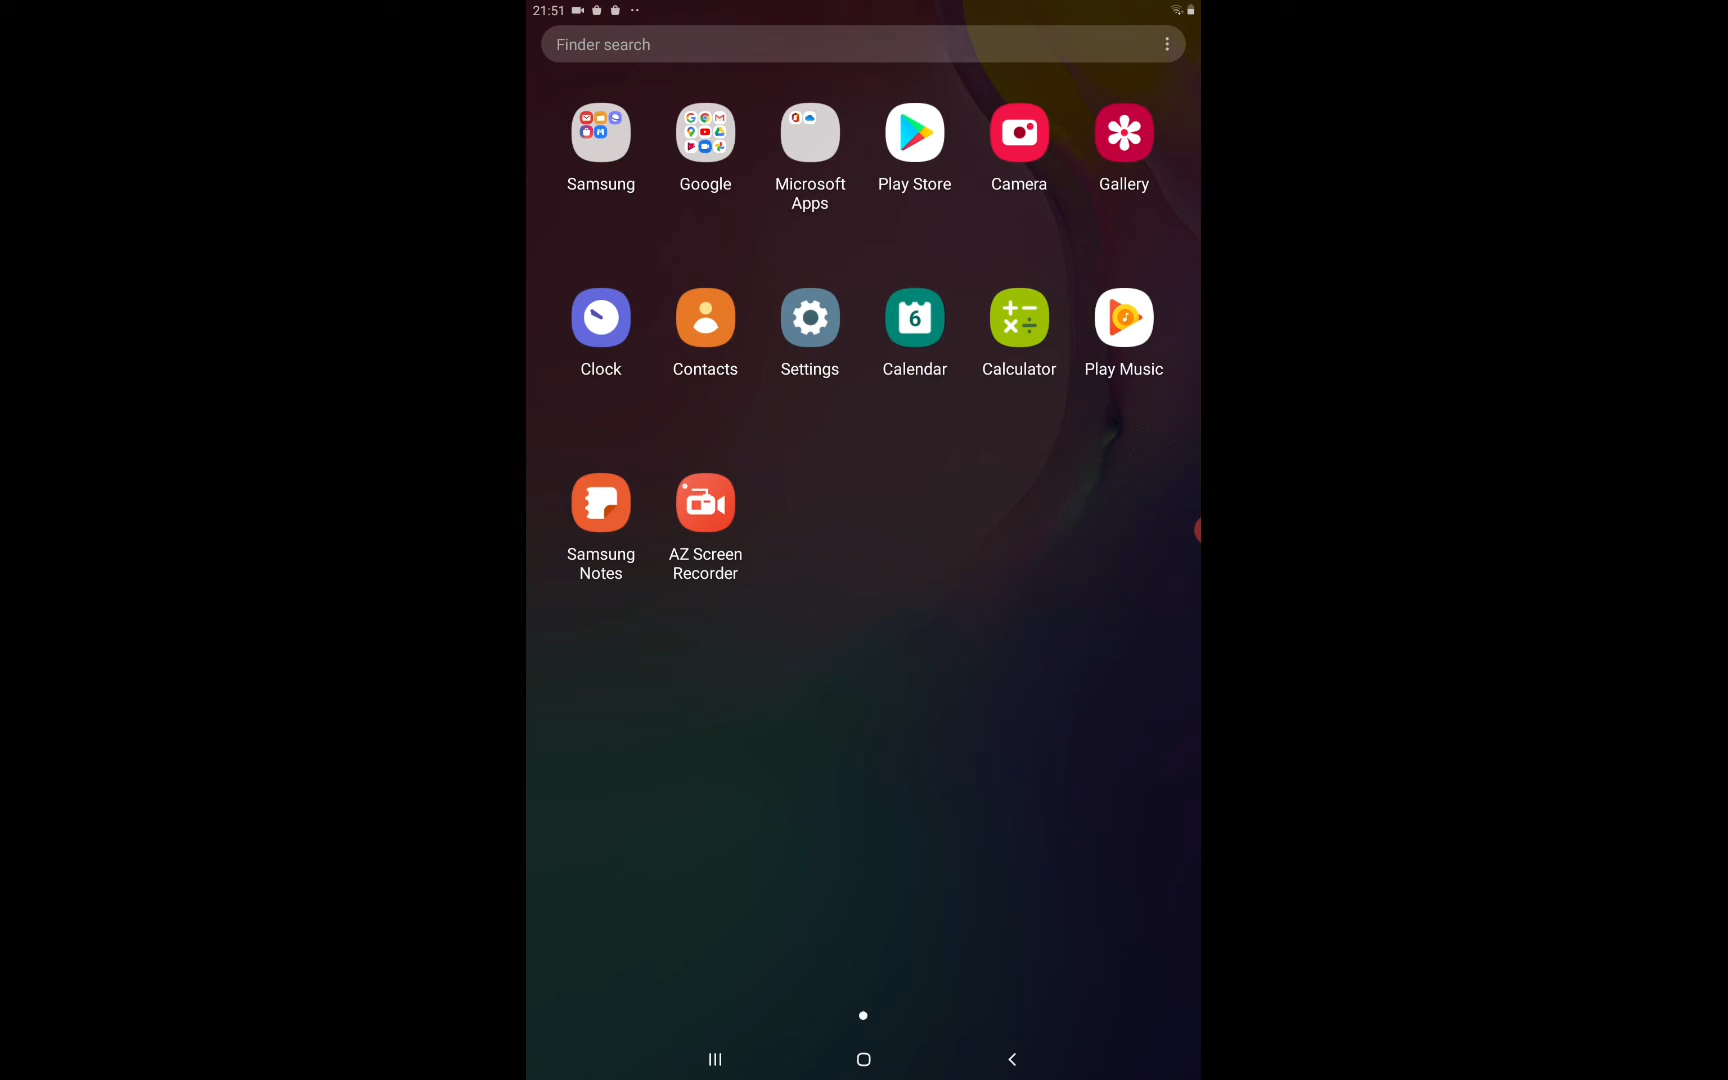 21:51
Finder search
Samsung
Google
Microsoft
Apps
Play Store
Camera
Gallery
Clock
Contacts
Settings
6
Calendar
Calculator
Play Music
Samsung
Notes
AZ Screen
Recorder